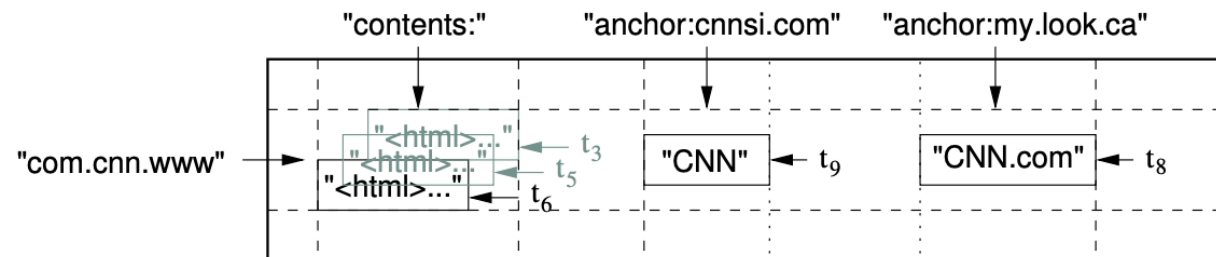 "contents:" "anchor:cnnsi.com" "anchor:my.look.ca"
"<html>..." t3
"com.cnn.www" "<html>..." t5 "CNN" t9 "CNN.com" t8
"<html>..." t6